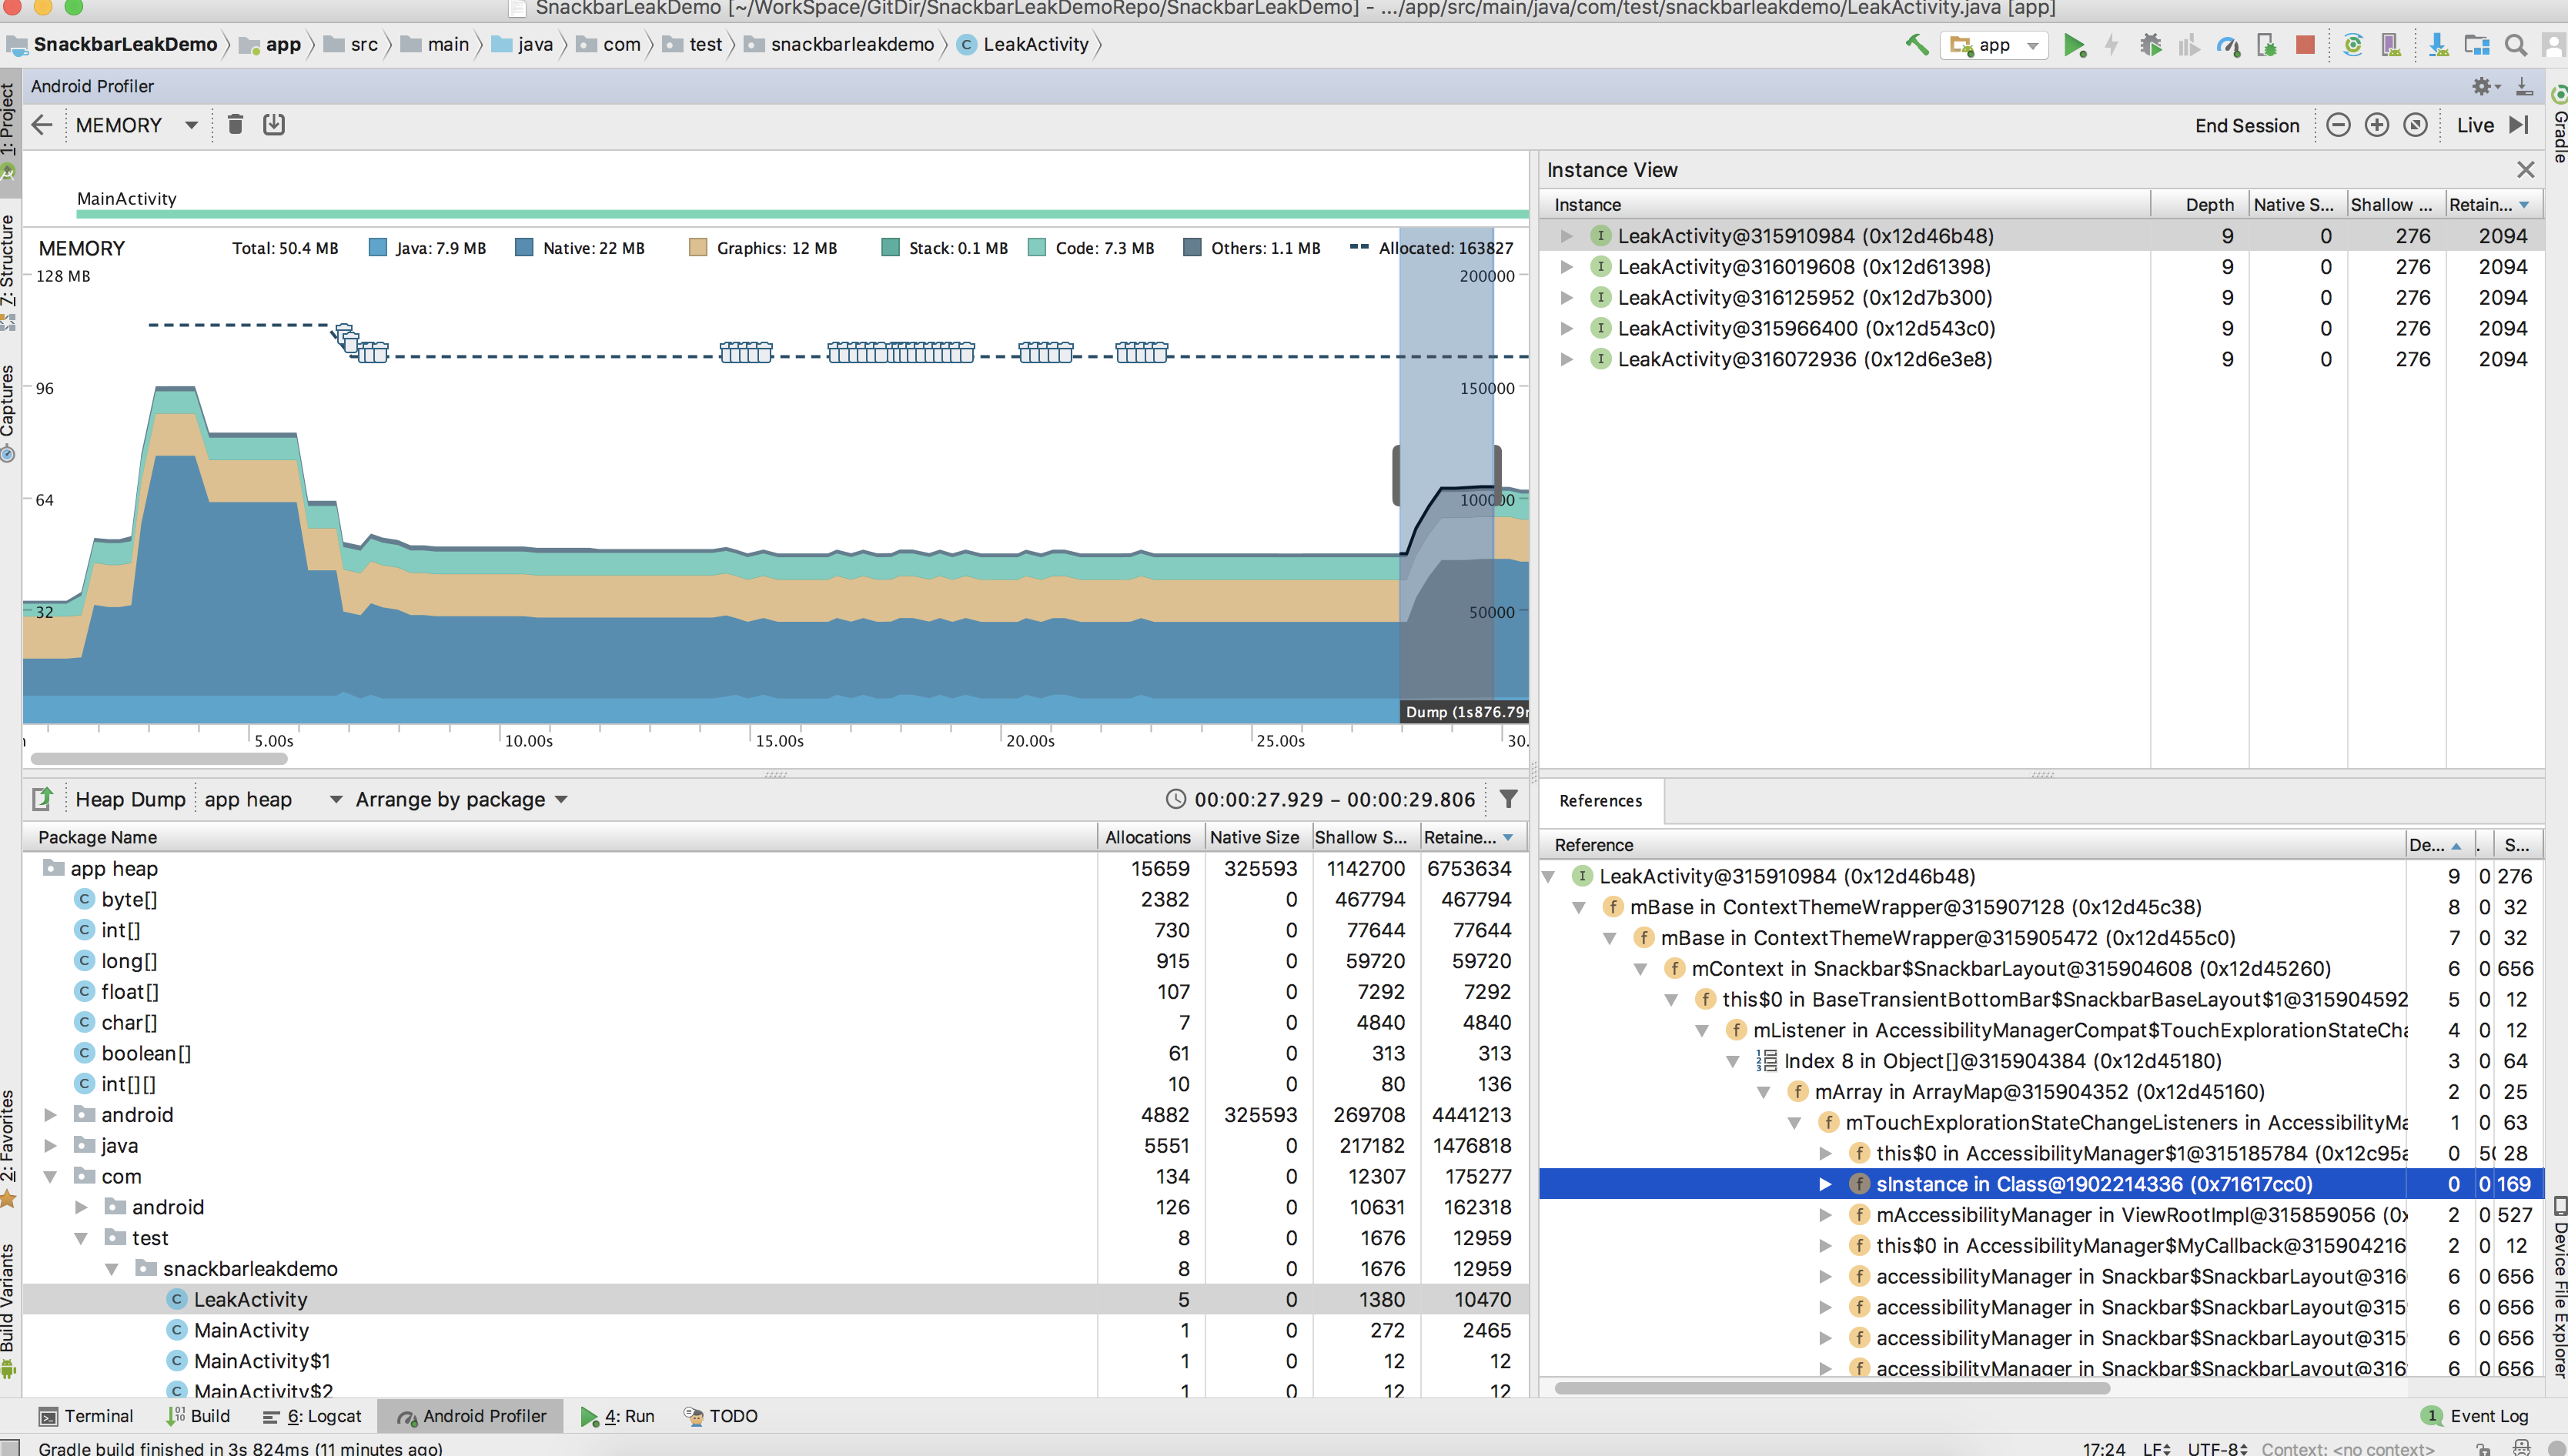 SnackbarLeakDemo [~/WorkSpace/GitDir/SnackbarLeakDemoRepo/SnackbarLeakDemo] - .../app/src/main/java/com/test/snackbarleakdemo/LeakActivity.java [app]
SnackbarLeakDemo app src main java com test snackbarleakdemo LeakActivity app
Android Profiler
MEMORY End Session Live
1: Project
7: Structure
Captures
2: Favorites
Build Variants
Gradle
Device File Explorer
MainActivity
MEMORY Total: 50.4 MB Java: 7.9 MB Native: 22 MB Graphics: 12 MB Stack: 0.1 MB Code: 7.3 MB Others: 1.1 MB Allocated: 163827
128 MB 200000
96 150000
64 100000
32 50000
Dump (1s876.79
5.00s 10.00s 15.00s 20.00s 25.00s 30.
Instance View
Instance Depth Native S... Shallow ... Retain...
LeakActivity@315910984 (0x12d46b48) 9 0 276 2094
LeakActivity@316019608 (0x12d61398) 9 0 276 2094
LeakActivity@316125952 (0x12d7b300) 9 0 276 2094
LeakActivity@315966400 (0x12d543c0) 9 0 276 2094
LeakActivity@316072936 (0x12d6e3e8) 9 0 276 2094
Heap Dump app heap Arrange by package 00:00:27.929 – 00:00:29.806
Package Name Allocations Native Size Shallow S... Retaine...
app heap 15659 325593 1142700 6753634
byte[] 2382 0 467794 467794
int[] 730 0 77644 77644
long[] 915 0 59720 59720
float[] 107 0 7292 7292
char[] 7 0 4840 4840
boolean[] 61 0 313 313
int[][] 10 0 80 136
android 4882 325593 269708 4441213
java 5551 0 217182 1476818
com 134 0 12307 175277
android 126 0 10631 162318
test 8 0 1676 12959
snackbarleakdemo 8 0 1676 12959
LeakActivity 5 0 1380 10470
MainActivity 1 0 272 2465
MainActivity$1 1 0 12 12
MainActivity$2 1 0 12 12
References
Reference De... . S...
LeakActivity@315910984 (0x12d46b48) 9 0 276
mBase in ContextThemeWrapper@315907128 (0x12d45c38) 8 0 32
mBase in ContextThemeWrapper@315905472 (0x12d455c0) 7 0 32
mContext in Snackbar$SnackbarLayout@315904608 (0x12d45260) 6 0 656
this$0 in BaseTransientBottomBar$SnackbarBaseLayout$1@315904592 5 0 12
mListener in AccessibilityManagerCompat$TouchExplorationStateCha 4 0 12
Index 8 in Object[]@315904384 (0x12d45180) 3 0 64
mArray in ArrayMap@315904352 (0x12d45160) 2 0 25
mTouchExplorationStateChangeListeners in AccessibilityMa 1 0 63
this$0 in AccessibilityManager$1@315185784 (0x12c95a 0 50 28
sInstance in Class@1902214336 (0x71617cc0) 0 0 169
mAccessibilityManager in ViewRootImpl@315859056 (0x 2 0 527
this$0 in AccessibilityManager$MyCallback@315904216 2 0 12
accessibilityManager in Snackbar$SnackbarLayout@316 6 0 656
accessibilityManager in Snackbar$SnackbarLayout@315 6 0 656
accessibilityManager in Snackbar$SnackbarLayout@315 6 0 656
accessibilityManager in Snackbar$SnackbarLayout@316 6 0 656
Terminal Build 6: Logcat Android Profiler 4: Run TODO 1 Event Log
Gradle build finished in 3s 824ms (11 minutes ago) 17:24 LF UTF-8 Context: <no context>